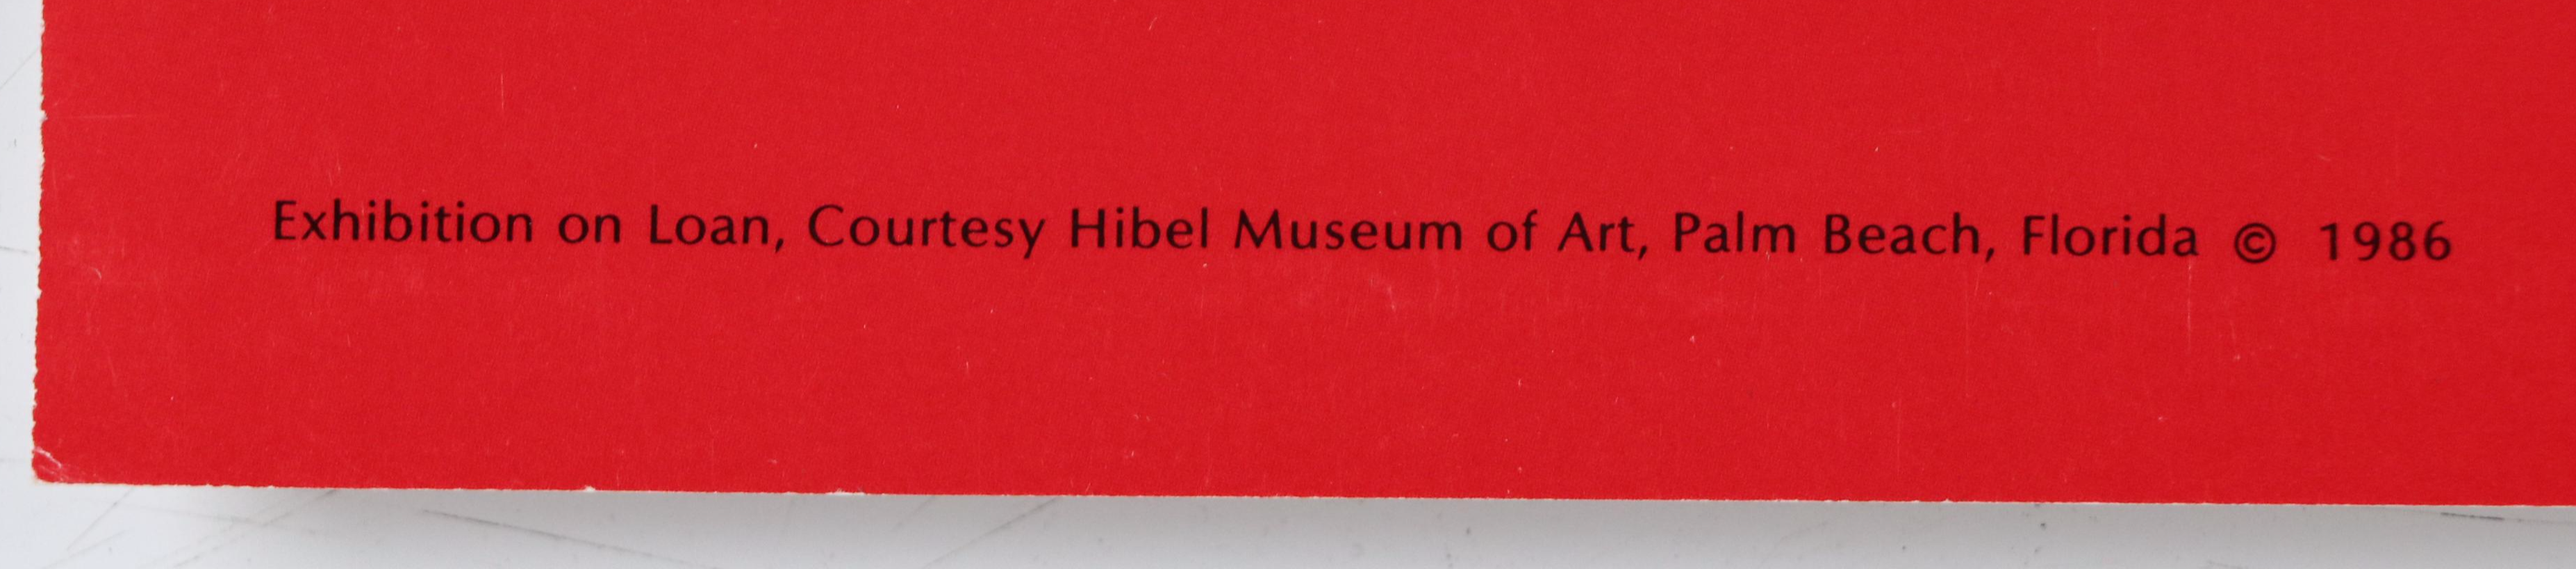 Exhibition on Loan, Courtesy Hibel Museum of Art, Palm Beach, Florida © 1986